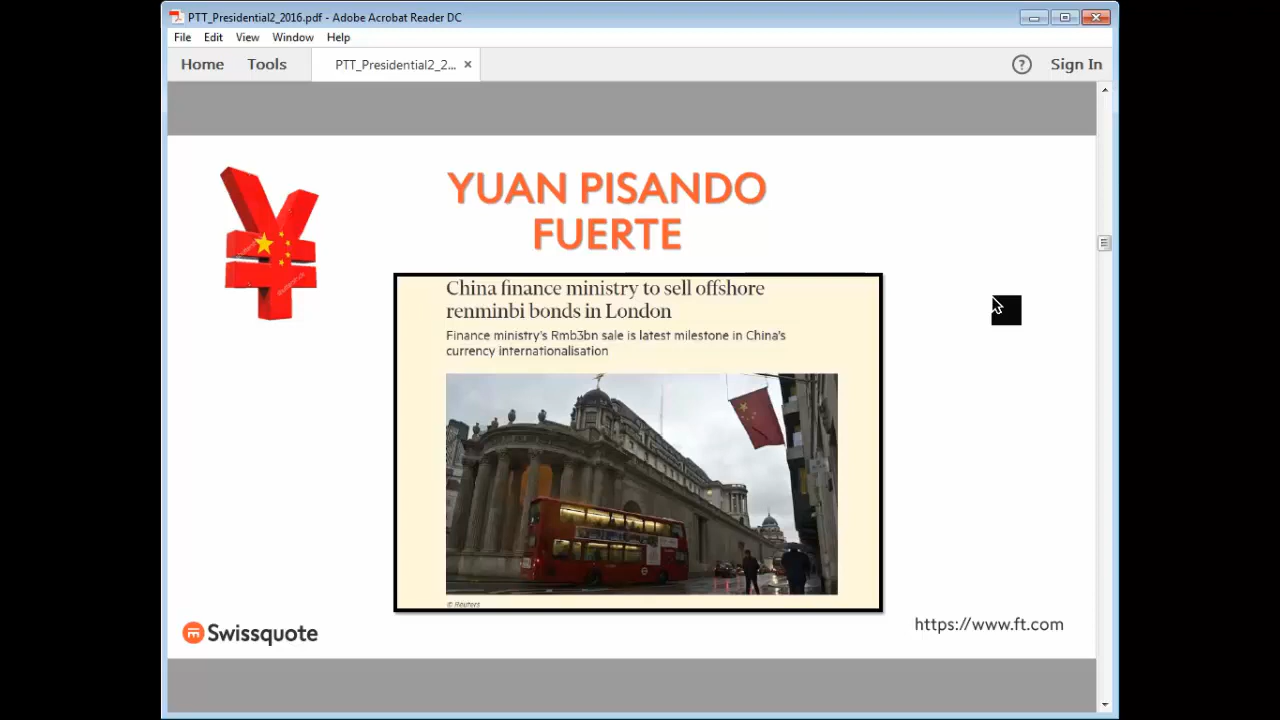 PTT_Presidential2_2016.pdf - Adobe Acrobat Reader DC
File Edit View Window Help
Home Tools PTT_Presidential2_2... × ? Sign In
YUAN PISANDO
FUERTE
China finance ministry to sell offshore
renminbi bonds in London
Finance ministry's Rmb3bn sale is latest milestone in China's
currency internationalisation
© Reuters
Swissquote
https://www.ft.com